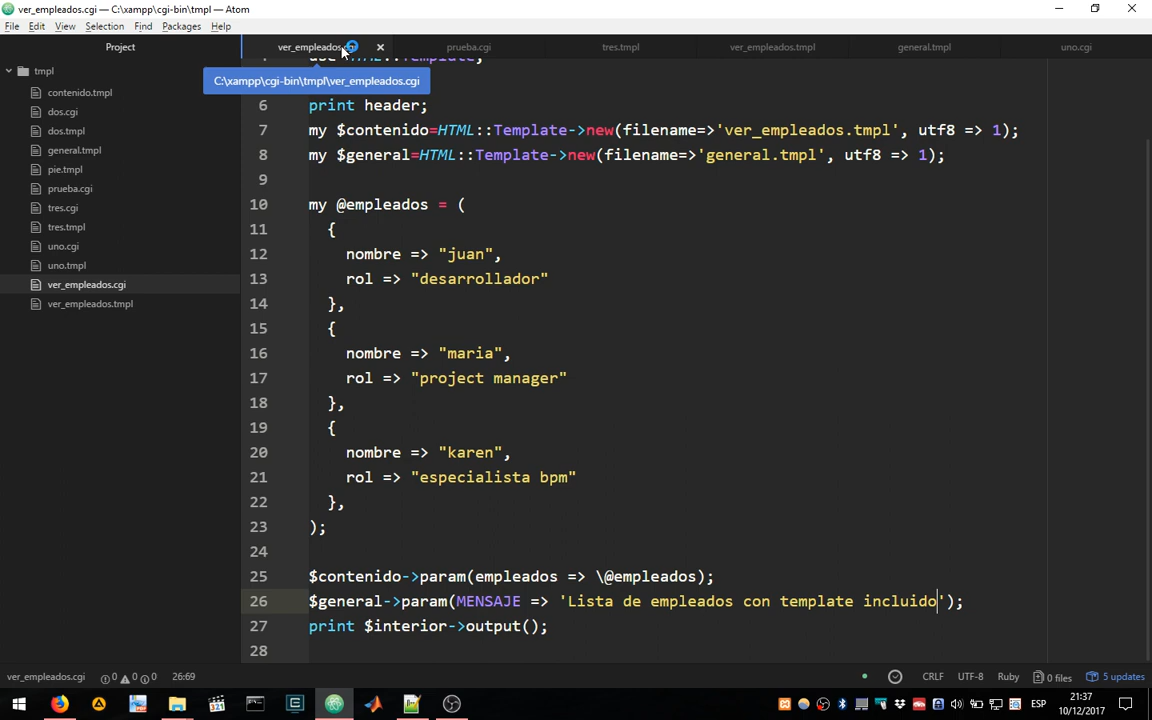 ver_empleados.cgi — C:\xampp\cgi-bin\tmpl — Atom
File Edit View Selection Find Packages Help
Project
ver_empleados.cgi prueba.cgi tres.tmpl ver_empleados.tmpl general.tmpl uno.cgi
C:\xampp\cgi-bin\tmpl\ver_empleados.cgi
tmpl
contenido.tmpl
dos.cgi
dos.tmpl
general.tmpl
pie.tmpl
prueba.cgi
tres.cgi
tres.tmpl
uno.cgi
uno.tmpl
ver_empleados.cgi
ver_empleados.tmpl
use HTML::Template;
6 print header;
7 my $contenido=HTML::Template->new(filename=>'ver_empleados.tmpl', utf8 => 1);
8 my $general=HTML::Template->new(filename=>'general.tmpl', utf8 => 1);
9
10 my @empleados = (
11 {
12 nombre => "juan",
13 rol => "desarrollador"
14 },
15 {
16 nombre => "maria",
17 rol => "project manager"
18 },
19 {
20 nombre => "karen",
21 rol => "especialista bpm"
22 },
23 );
24
25 $contenido->param(empleados => \@empleados);
26 $general->param(MENSAJE => 'Lista de empleados con template incluido');
27 print $interior->output();
28
ver_empleados.cgi 0 0 0 26:69 CRLF UTF-8 Ruby 0 files 5 updates
321 ESP 21:37
10/12/2017